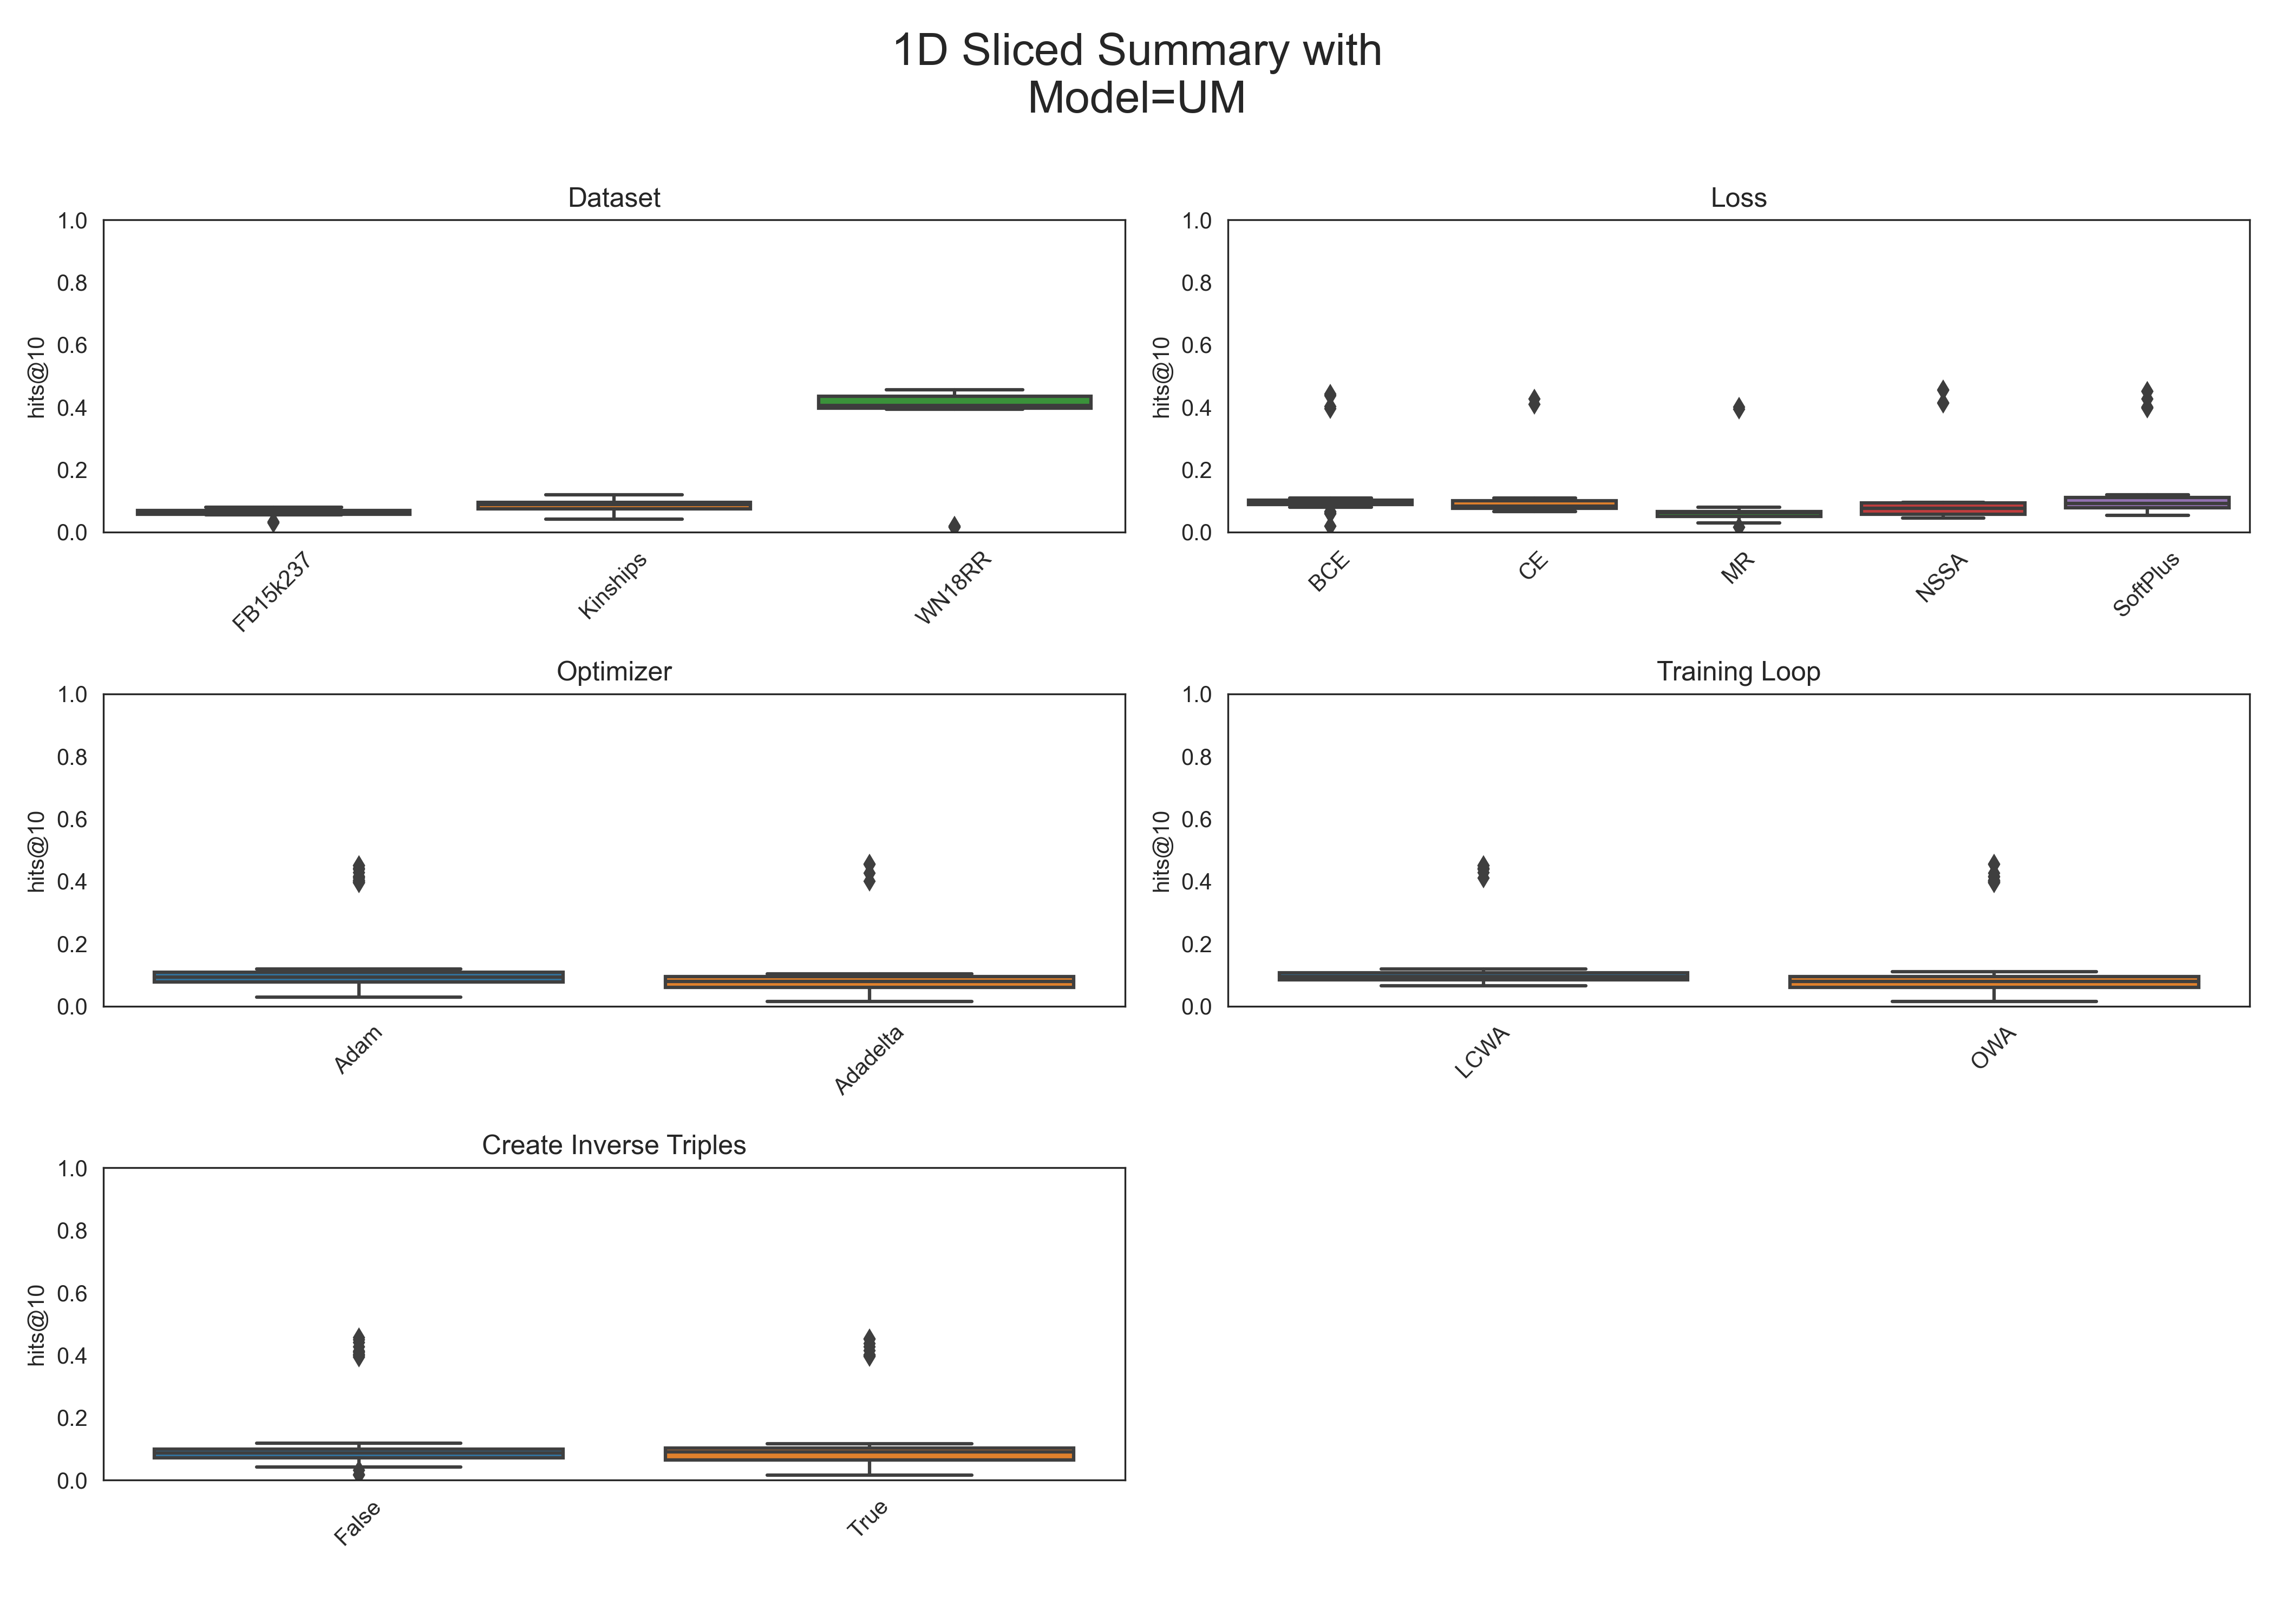 1D Sliced Summary with
Model=UM
Dataset
1.0
0.8
0.6
0.4
0.2
0.0
hits@10
FB15k237
Kinships
WN18RR
Loss
1.0
0.8
0.6
0.4
0.2
0.0
hits@10
BCE
CE
MR
NSSA
SoftPlus
Optimizer
1.0
0.8
0.6
0.4
0.2
0.0
hits@10
Adam
Adadelta
Training Loop
1.0
0.8
0.6
0.4
0.2
0.0
hits@10
LCWA
OWA
Create Inverse Triples
1.0
0.8
0.6
0.4
0.2
0.0
hits@10
False
True